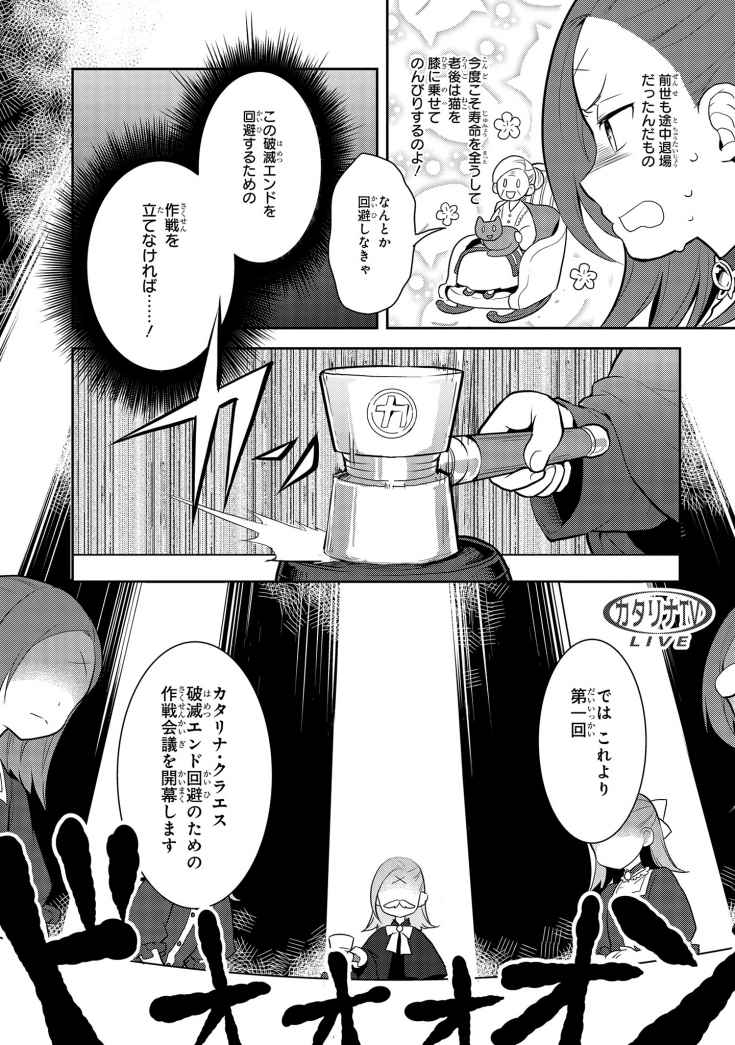 前世も途中退場
だったんだもの
今度こそ寿命を全うして
老後は猫を
膝に乗せて
のんびりするのよ!
なんとか
回避しなきゃ
この破滅エンドを
回避するための
作戦を
立てなければ……!
カ
ガッ
カタリナTV
LIVE
では これより
第一回
カタリナ・クラエス
破滅エンド回避のための
作戦会議を開幕します
ドオオオオン